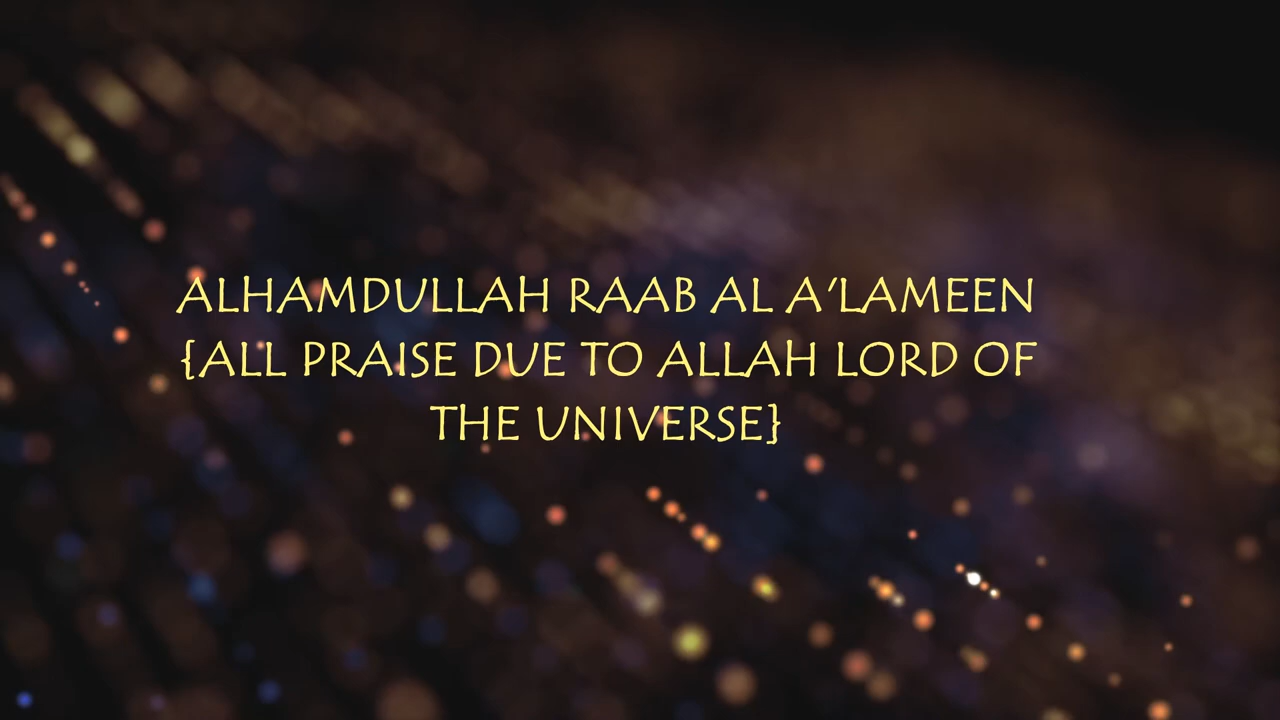 ALHAMDULLAH RAAB AL A'LAMEEN
{ALL PRAISE DUE TO ALLAH LORD OF
THE UNIVERSE}